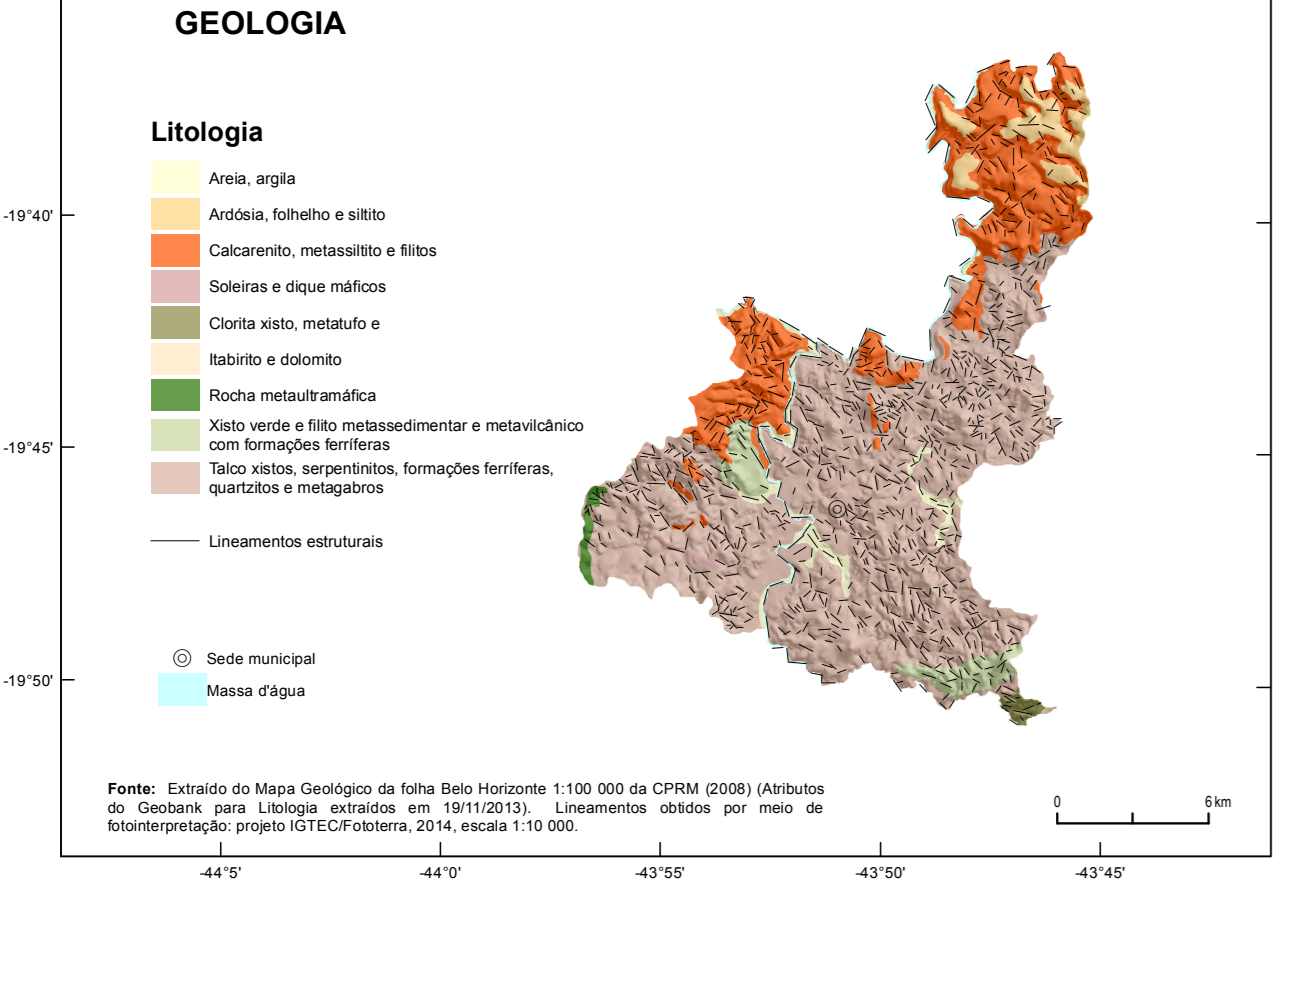 GEOLOGIA
Litologia
Areia, argila
Ardósia, folhelho e siltito
Calcarenito, metassiltito e filitos
Soleiras e dique máficos
Clorita xisto, metatufo e
Itabirito e dolomito
Rocha metaultramáfica
Xisto verde e filito metassedimentar e metavilcânico
com formações ferríferas
Talco xistos, serpentinitos, formações ferríferas,
quartzitos e metagabros
Lineamentos estruturais
Sede municipal
Massa d'água
-19°40'
-19°45'
-19°50'
Fonte: Extraído do Mapa Geológico da folha Belo Horizonte 1:100 000 da CPRM (2008) (Atributos
do Geobank para Litologia extraídos em 19/11/2013). Lineamentos obtidos por meio de
fotointerpretação: projeto IGTEC/Fototerra, 2014, escala 1:10 000.
0 6 km
-44°5' -44°0' -43°55' -43°50' -43°45'